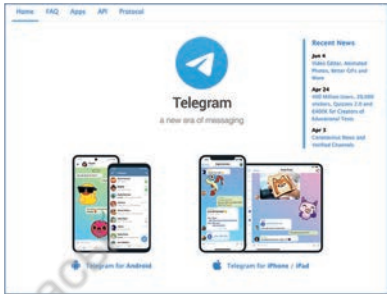 Home FAQ Apps API Protocol
Telegram
a new era of messaging
Recent News
Jun 4
Video Editor, Animated
Photos, Better GIFs and
More
Apr 24
400 Million Users, 20,000
Stickers, Quizzes 2.0 and
€400K for Creators of
Educational Tests
Apr 3
Coronavirus News and
Verified Channels
Telegram for Android
Telegram for iPhone / iPad